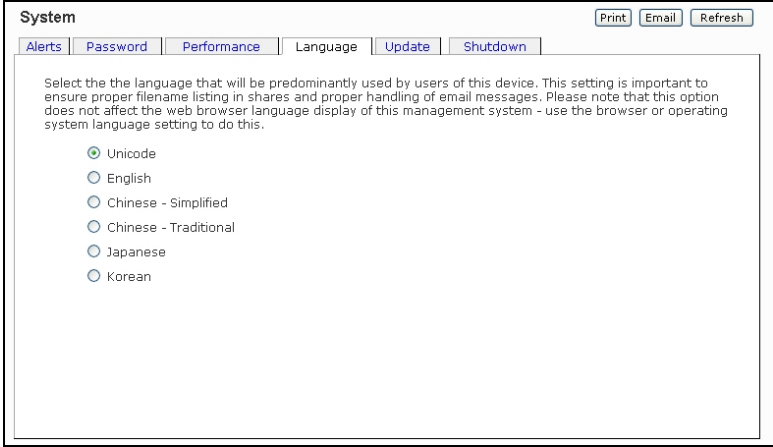 System
Print Email Refresh
Alerts Password Performance Language Update Shutdown
Select the the language that will be predominantly used by users of this device. This setting is important to
ensure proper filename listing in shares and proper handling of email messages. Please note that this option
does not affect the web browser language display of this management system - use the browser or operating
system language setting to do this.
Unicode
English
Chinese - Simplified
Chinese - Traditional
Japanese
Korean